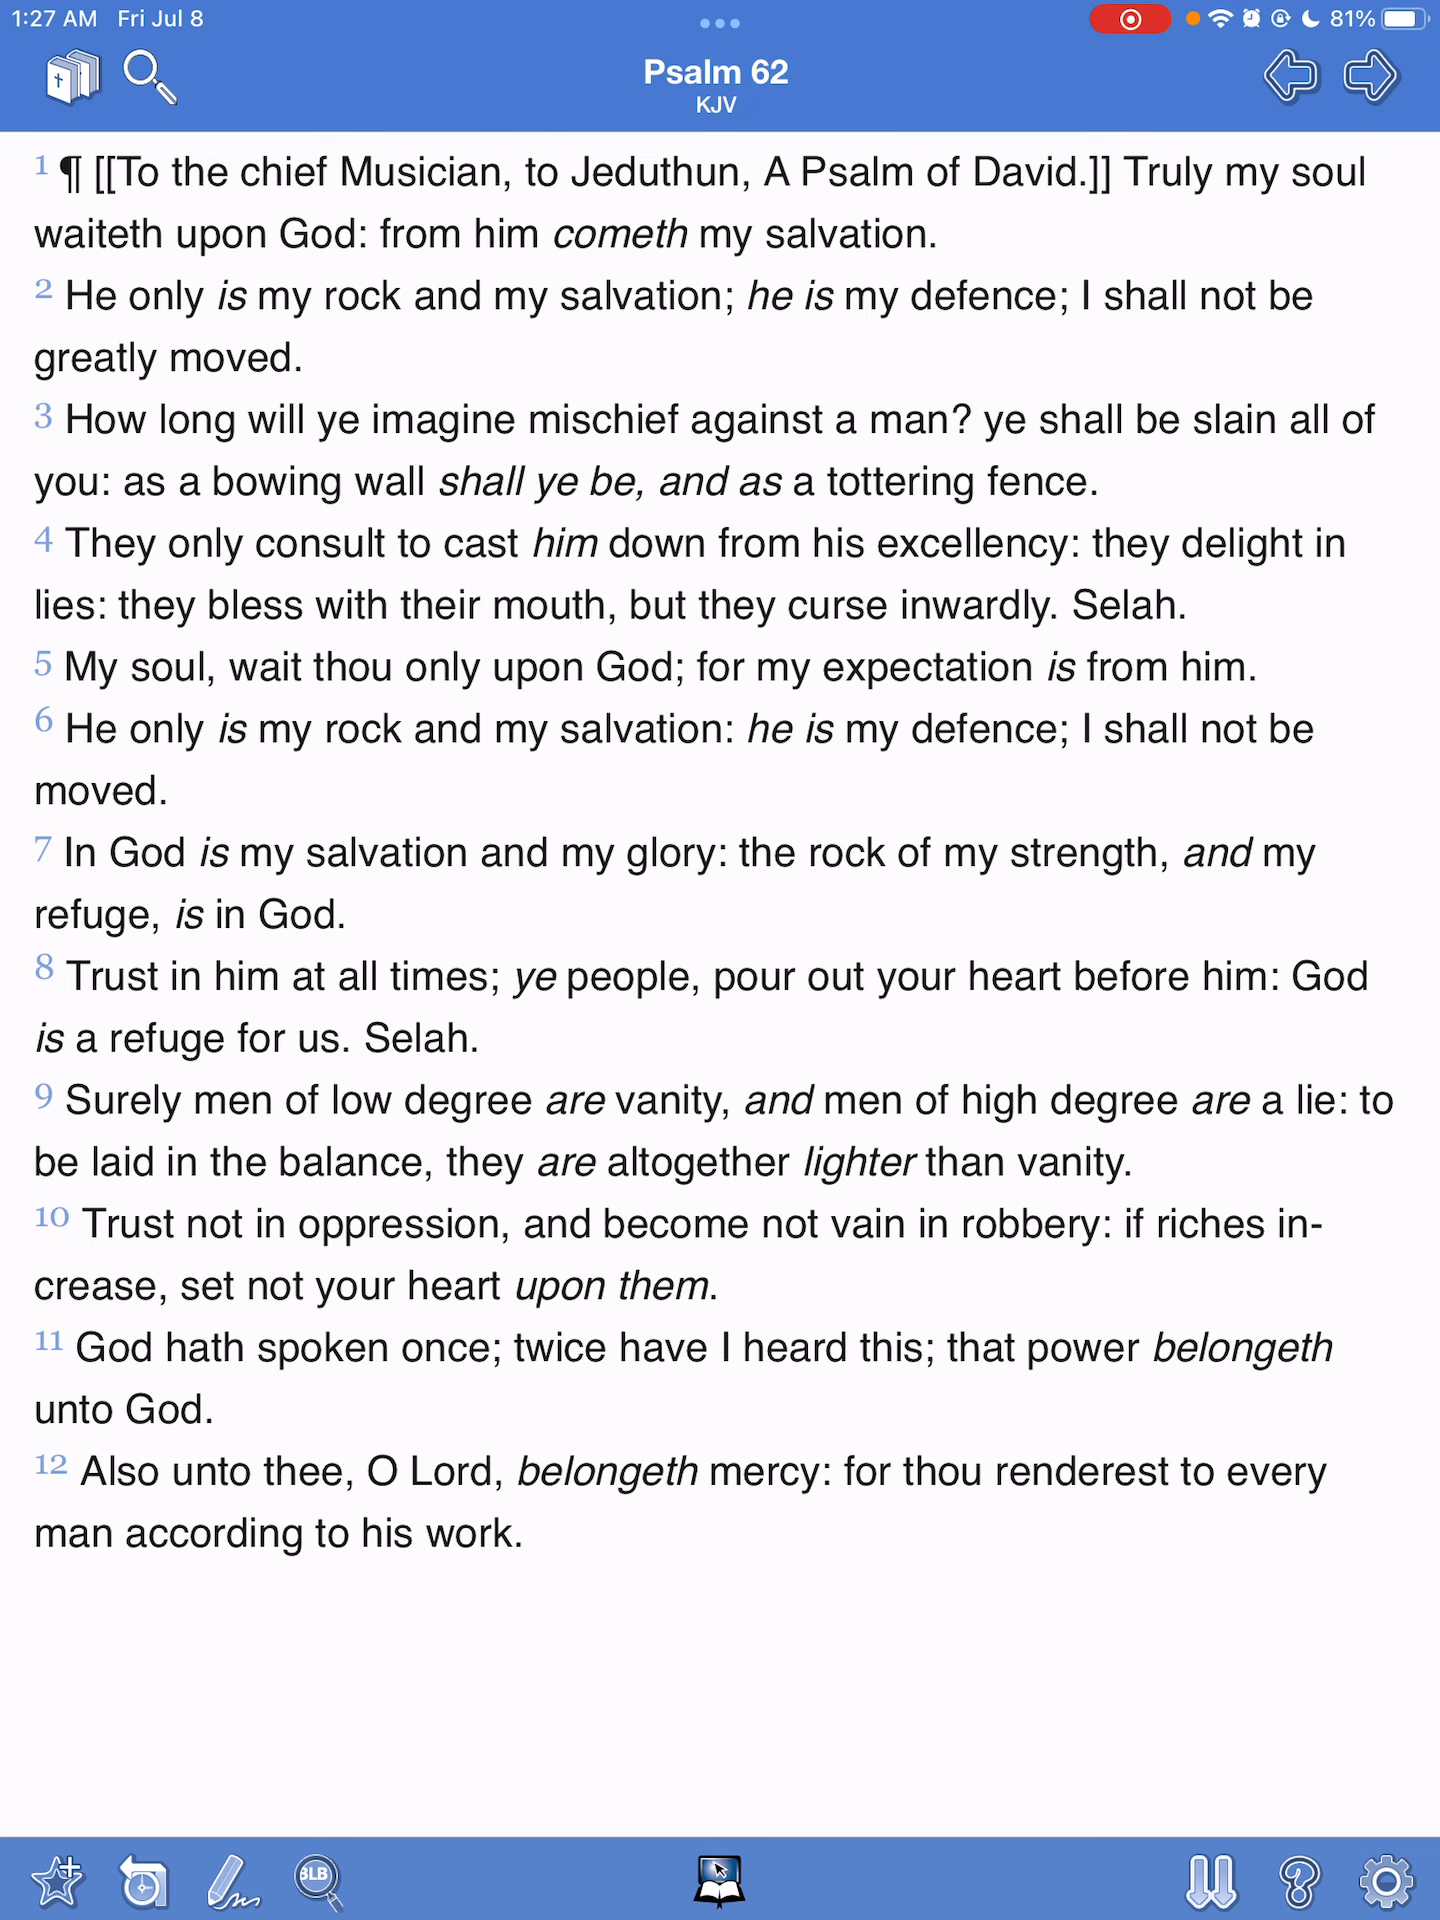 1:27 AM Fri Jul 8
81%
Psalm 62
KJV
1 ¶ [[To the chief Musician, to Jeduthun, A Psalm of David.]] Truly my soul
waiteth upon God: from him cometh my salvation.
2 He only is my rock and my salvation; he is my defence; I shall not be
greatly moved.
3 How long will ye imagine mischief against a man? ye shall be slain all of
you: as a bowing wall shall ye be, and as a tottering fence.
4 They only consult to cast him down from his excellency: they delight in
lies: they bless with their mouth, but they curse inwardly. Selah.
5 My soul, wait thou only upon God; for my expectation is from him.
6 He only is my rock and my salvation: he is my defence; I shall not be
moved.
7 In God is my salvation and my glory: the rock of my strength, and my
refuge, is in God.
8 Trust in him at all times; ye people, pour out your heart before him: God
is a refuge for us. Selah.
9 Surely men of low degree are vanity, and men of high degree are a lie: to
be laid in the balance, they are altogether lighter than vanity.
10 Trust not in oppression, and become not vain in robbery: if riches in-
crease, set not your heart upon them.
11 God hath spoken once; twice have I heard this; that power belongeth
unto God.
12 Also unto thee, O Lord, belongeth mercy: for thou renderest to every
man according to his work.
BLB